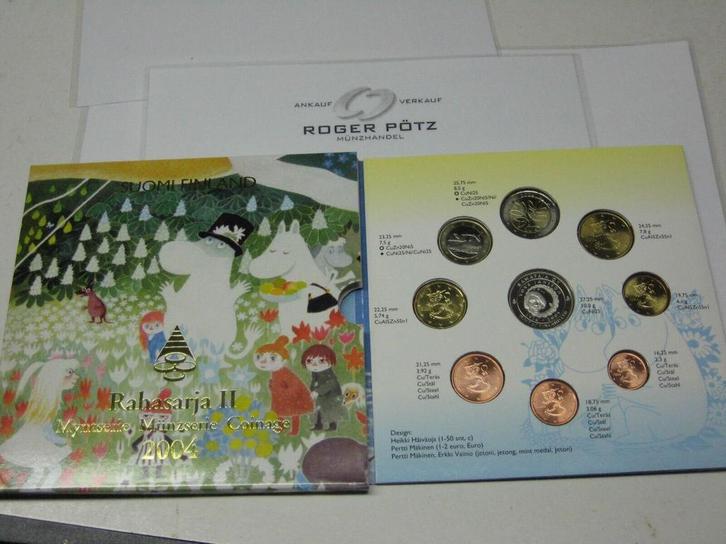 ANKAUF VERKAUF
ROGER PÖTZ
MÜNZHANDEL
SUOMI FINLAND
Rahasarja II
Myntserie Münzserie Coinage
2004
25,75 mm
8,5 g
CuNi25
CuZn20Ni5/Ni/
CuZn20Ni5
23,25 mm
7,5 g
CuZn20Ni5
CuNi25/Ni/CuNi25
24,25 mm
7,8 g
CuAl5Zn5Sn1
22,25 mm
5,74 g
CuAl5Zn5Sn1
27,25 mm
10,0 g
CuNi25
19,75 mm
CuAl5Zn5Sn1
21,25 mm
3,92 g
Cu/Teräs
Cu/Stål
Cu/Steel
Cu/Stahl
18,75 mm
3,06 g
Cu/Teräs
Cu/Stål
Cu/Steel
Cu/Stahl
16,25 mm
2,3 g
Cu/Teräs
Cu/Stål
Cu/Steel
Cu/Stahl
Design:
Heikki Häiväoja (1-50 snt, c)
Pertti Mäkinen (1-2 euro, Euro)
Pertti Mäkinen, Erkki Vainio (jetoni, jetong, mint medal, Jeton)